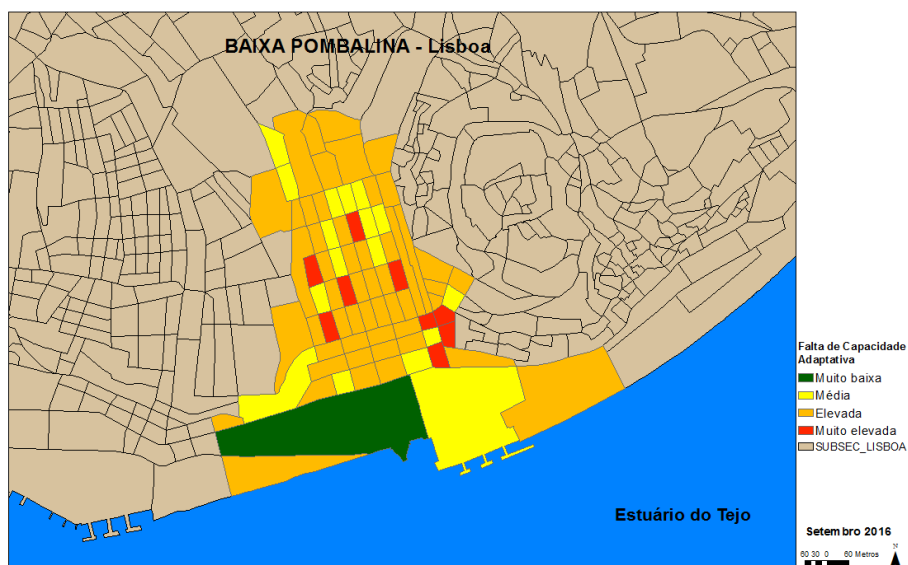 BAIXA POMBALINA - Lisboa
Falta de Capacidade
Adaptativa
Muito baixa
Média
Elevada
Muito elevada
SUBSEC_LISBOA
Estuário do Tejo
Setembro 2016
60 30 0 60 Metros
N